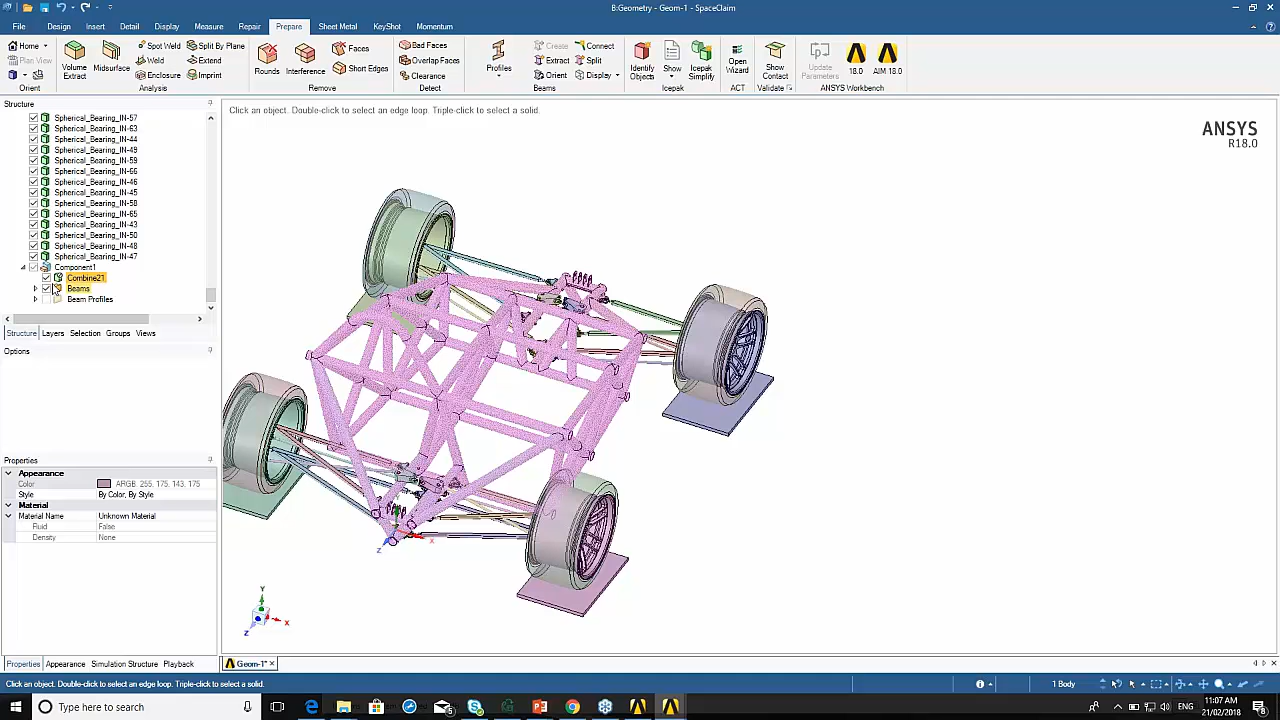 B:Geometry - Geom-1 - SpaceClaim
File Design Insert Assembly Display Measure Repair Prepare Sheet Metal KeyShot Momentum
Home Spot Weld Split By Plane Faces Bad Faces Create Connect
Plan View Volume Extract Midsurface Weld Extend Rounds Interference Short Edges Overlap Faces Profiles Extract Split Identify Objects Show Icepak Simplify Open Wizard Show Contact Update Parameters 18.0 AIM 18.0
Enclosure Imprint Clearance Orient Display
Orient Analysis Remove Detect Beams Icepak ACT Validate ANSYS Workbench
Structure
Click an object. Double-click to select an edge loop. Triple-click to select a solid.
Spherical_Bearing_IN-57
Spherical_Bearing_IN-63
Spherical_Bearing_IN-44
Spherical_Bearing_IN-49
Spherical_Bearing_IN-59
Spherical_Bearing_IN-66
Spherical_Bearing_IN-46
Spherical_Bearing_IN-45
Spherical_Bearing_IN-58
Spherical_Bearing_IN-65
Spherical_Bearing_IN-43
Spherical_Bearing_IN-50
Spherical_Bearing_IN-48
Spherical_Bearing_IN-47
Component1
Combine21
Beams
Beam Profiles
ANSYS
R18.0
Structure Layers Selection Groups Views
Options
Properties
Appearance
Color ARGB: 255, 175, 143, 175
Style By Color, By Style
Material
Material Name Unknown Material
Fluid False
Density None
X
Z
Y
X
Z
Properties Appearance Simulation Structure Playback
Geom-1*
Click an object. Double-click to select an edge loop. Triple-click to select a solid.
1 Body
Type here to search
ENG
11:07 AM
21/02/2018